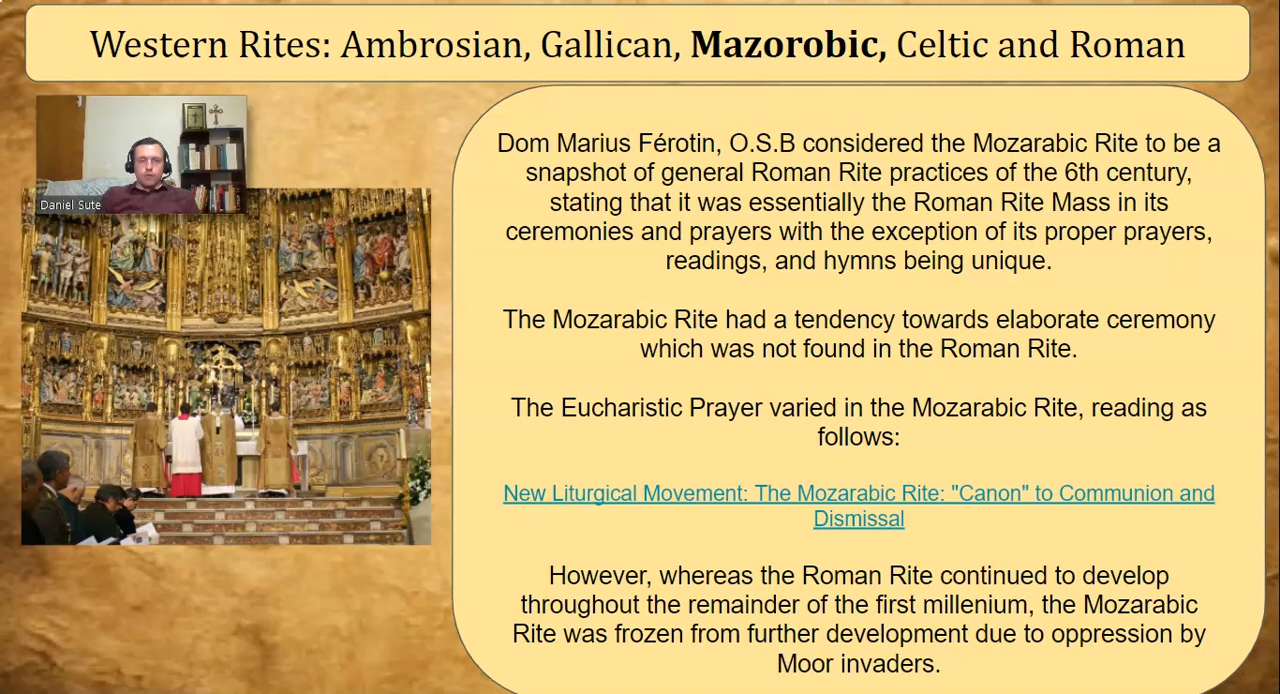 Western Rites: Ambrosian, Gallican, Mazorobic, Celtic and Roman
Daniel Sute
Dom Marius Férotin, O.S.B considered the Mozarabic Rite to be a
snapshot of general Roman Rite practices of the 6th century,
stating that it was essentially the Roman Rite Mass in its
ceremonies and prayers with the exception of its proper prayers,
readings, and hymns being unique.
The Mozarabic Rite had a tendency towards elaborate ceremony
which was not found in the Roman Rite.
The Eucharistic Prayer varied in the Mozarabic Rite, reading as
follows:
New Liturgical Movement: The Mozarabic Rite: "Canon" to Communion and
Dismissal
However, whereas the Roman Rite continued to develop
throughout the remainder of the first millenium, the Mozarabic
Rite was frozen from further development due to oppression by
Moor invaders.